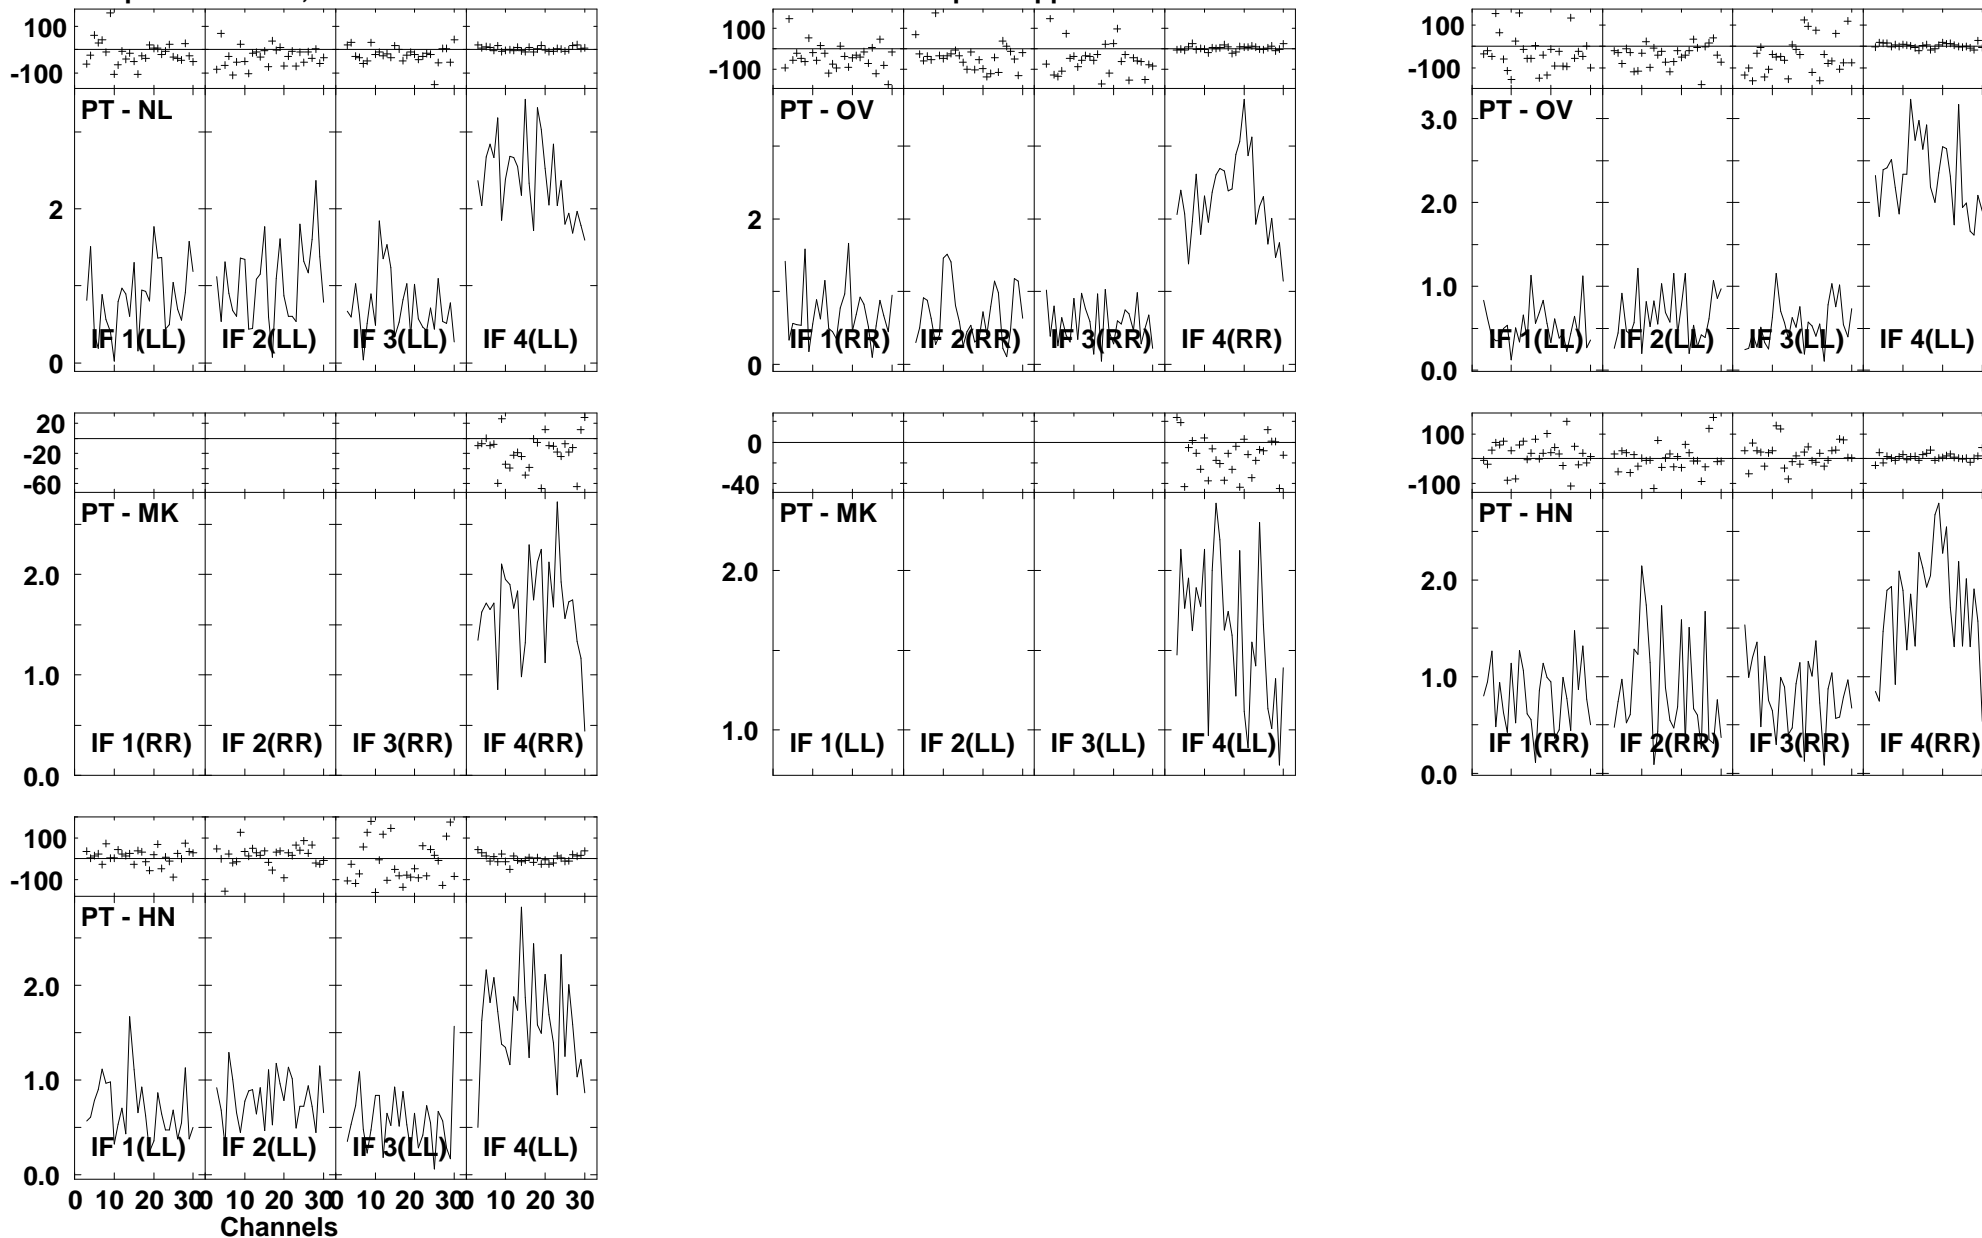 100
-100
PT - NL
2
0
IF 1(LL) IF 2(LL) IF 3(LL) IF 4(LL)
100
-100
PT - OV
2
0
IF 1(RR) IF 2(RR) IF 3(RR) IF 4(RR)
100
-100
PT - OV
3.0
2.0
1.0
0.0
IF 1(LL) IF 2(LL) IF 3(LL) IF 4(LL)
20
-20
-60
PT - MK
2.0
1.0
0.0
IF 1(RR) IF 2(RR) IF 3(RR) IF 4(RR)
0
-40
PT - MK
2.0
1.0
IF 1(LL) IF 2(LL) IF 3(LL) IF 4(LL)
100
-100
PT - HN
2.0
1.0
0.0
IF 1(RR) IF 2(RR) IF 3(RR) IF 4(RR)
100
-100
PT - HN
2.0
1.0
0.0
IF 1(LL) IF 2(LL) IF 3(LL) IF 4(LL)
0 10 20 30 0 10 20 30 0 10 20 30 0 10 20 30
Channels